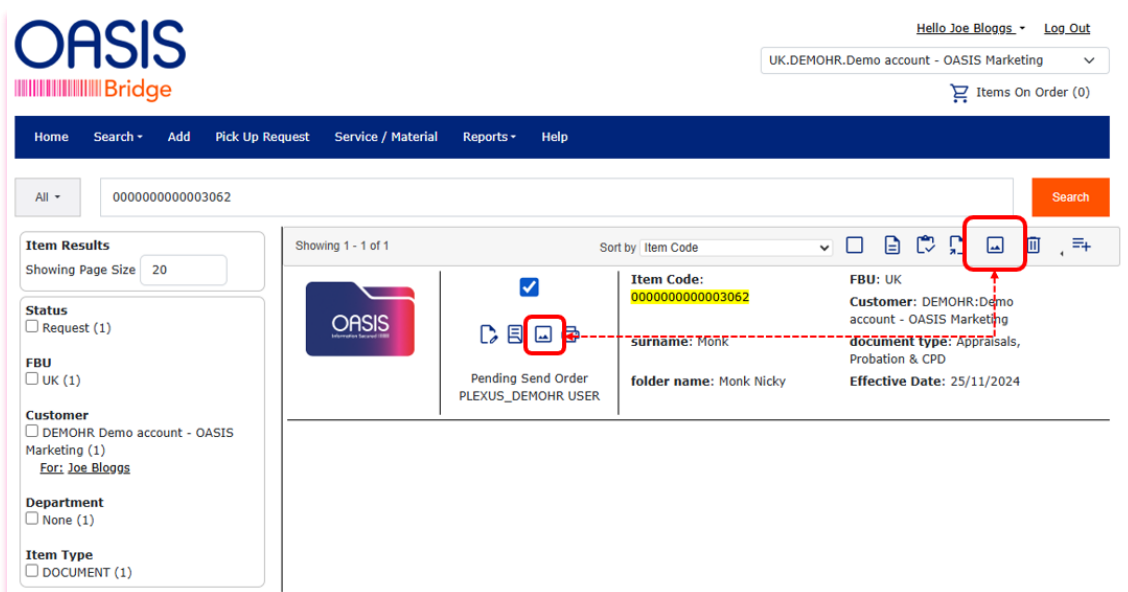 OASIS
Bridge
Hello Joe Bloggs
Log Out
UK.DEMOHR.Demo account - OASIS Marketing
Items On Order (0)
Home Search Add Pick Up Request Service / Material Reports Help
All 0000000000003062 Search
Item Results
Showing Page Size 20
Status
Request (1)
FBU
UK (1)
Customer
DEMOHR Demo account - OASIS
Marketing (1)
For: Joe Bloggs
Department
None (1)
Item Type
DOCUMENT (1)
Showing 1 - 1 of 1 Sort by Item Code
OASIS
Pending Send Order
PLEXUS_DEMOHR USER
Item Code:
0000000000003062
surname: Monk
folder name: Monk Nicky
FBU: UK
Customer: DEMOHR:Demo
account - OASIS Marketing
document type: Appraisals,
Probation & CPD
Effective Date: 25/11/2024